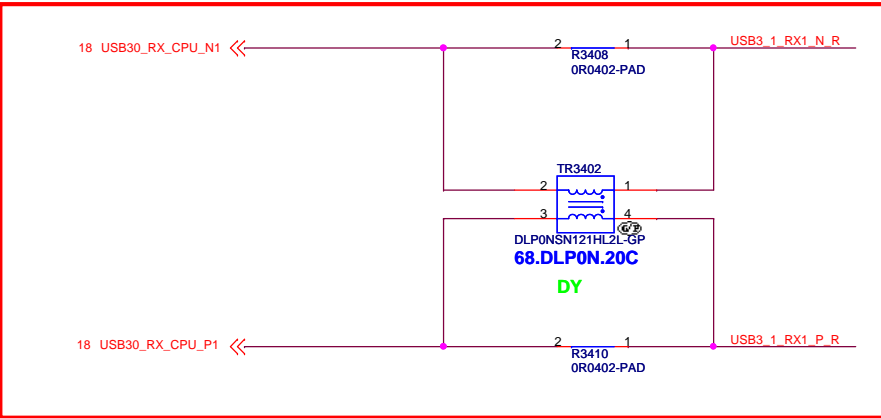 18 USB30_RX_CPU_N1
2
1
R3408
0R0402-PAD
USB3_1_RX1_N_R
TR3402
2
1
3
4
G/P
DLP0NSN121HL2L-GP
68.DLP0N.20C
DY
18 USB30_RX_CPU_P1
2
1
R3410
0R0402-PAD
USB3_1_RX1_P_R